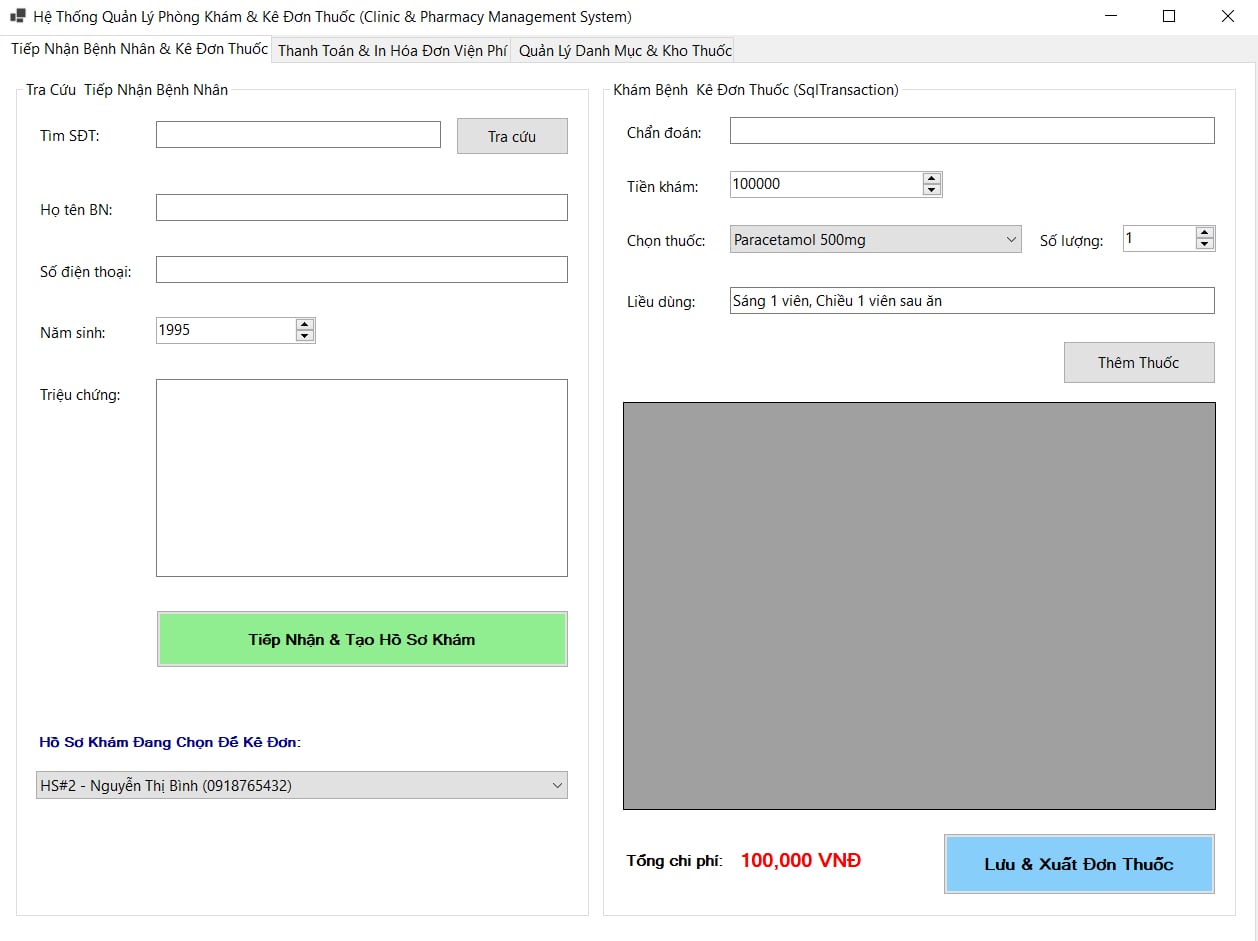 Hệ Thống Quản Lý Phòng Khám & Kê Đơn Thuốc (Clinic & Pharmacy Management System)
Tiếp Nhận Bệnh Nhân & Kê Đơn Thuốc
Thanh Toán & In Hóa Đơn Viện Phí
Quản Lý Danh Mục & Kho Thuốc
Tra Cứu  Tiếp Nhận Bệnh Nhân
Tìm SĐT:
Tra cứu
Họ tên BN:
Số điện thoại:
Năm sinh:
1995
Triệu chứng:
Tiếp Nhận & Tạo Hồ Sơ Khám
Hồ Sơ Khám Đang Chọn Để Kê Đơn:
HS#2 - Nguyễn Thị Bình (0918765432)
Khám Bệnh  Kê Đơn Thuốc (SqlTransaction)
Chẩn đoán:
Tiền khám:
100000
Chọn thuốc:
Paracetamol 500mg
Số lượng:
1
Liều dùng:
Sáng 1 viên, Chiều 1 viên sau ăn
Thêm Thuốc
Tổng chi phí:
100,000 VNĐ
Lưu & Xuất Đơn Thuốc